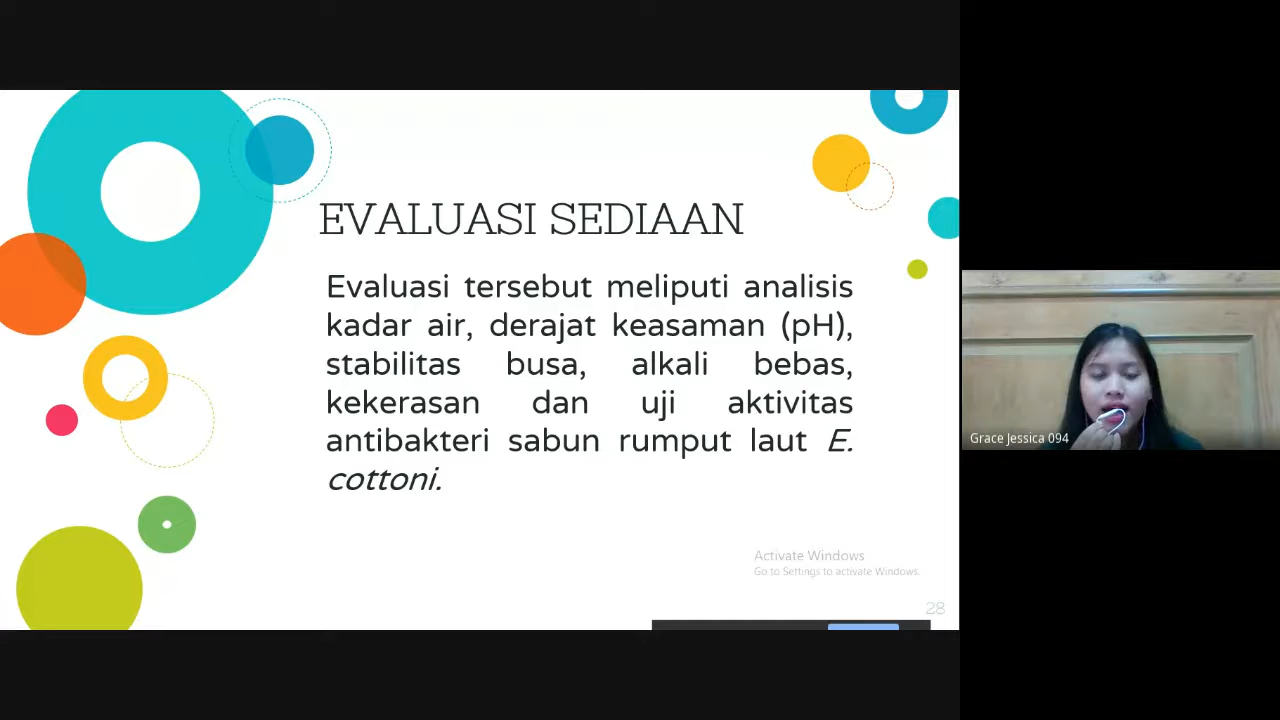 EVALUASI SEDIAAN
Evaluasi tersebut meliputi analisis
kadar air, derajat keasaman (pH),
stabilitas busa, alkali bebas,
kekerasan dan uji aktivitas
antibakteri sabun rumput laut E.
cottoni.
Activate Windows
Go to Settings to activate Windows.
28
Grace Jessica 094